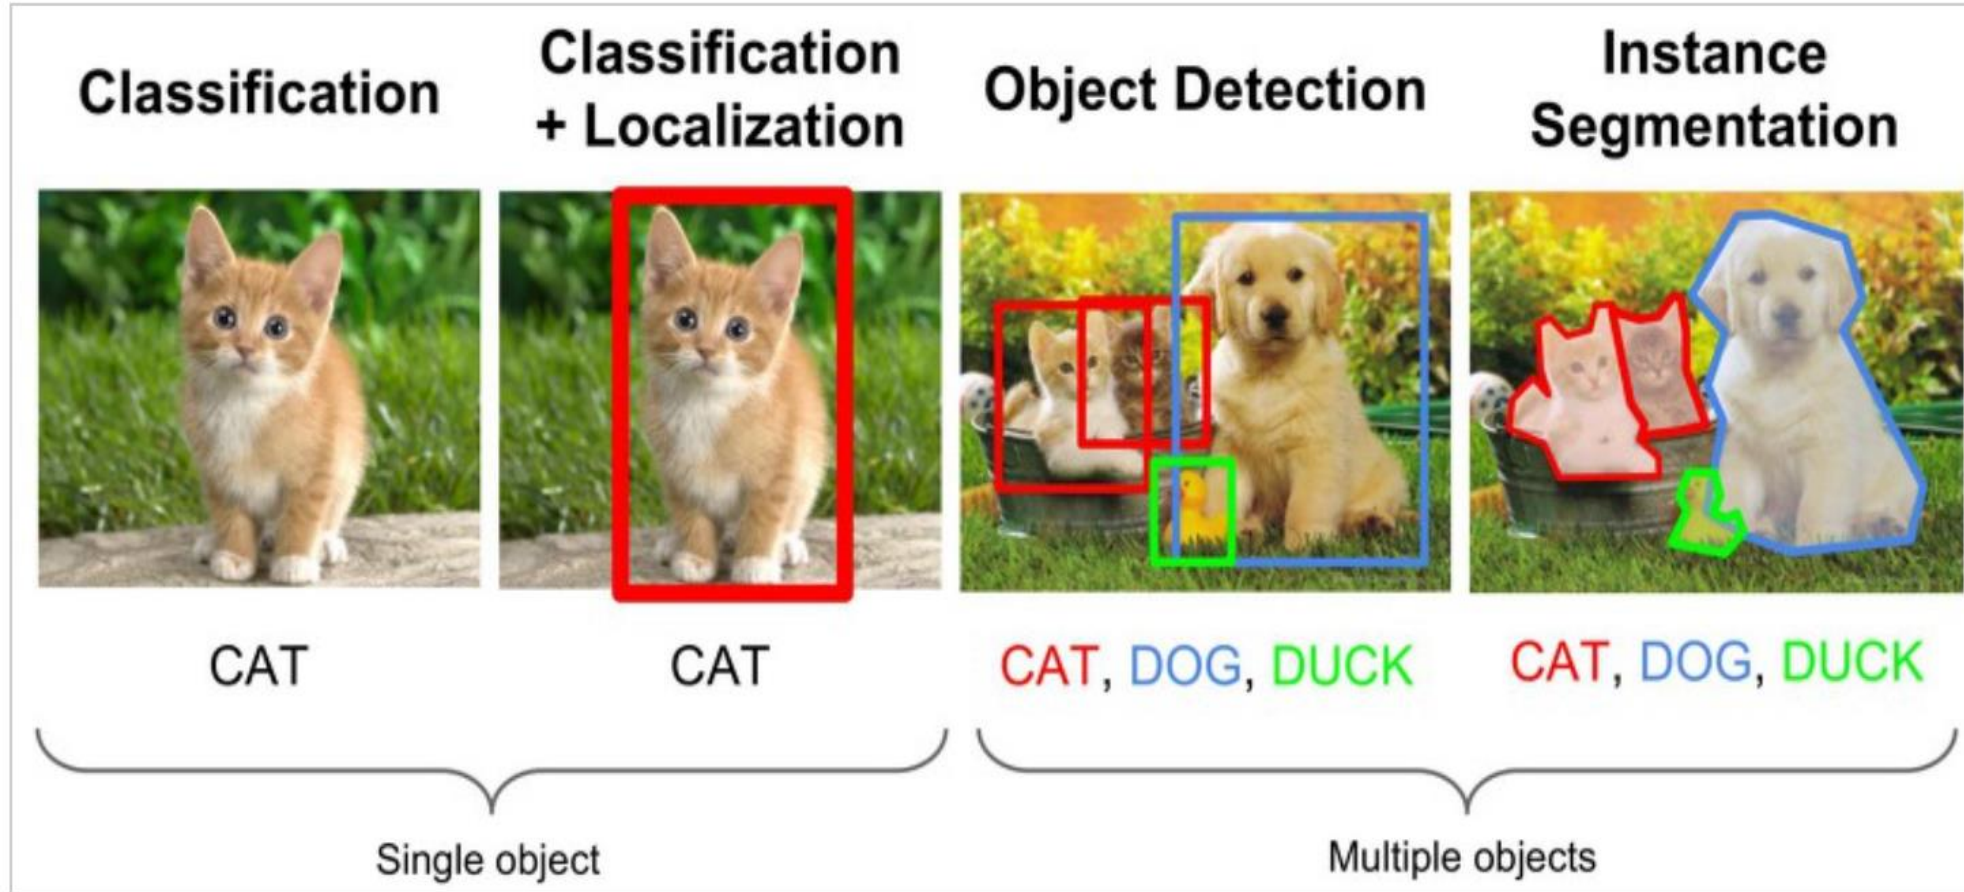 Classification
Classification
+ Localization
Object Detection
Instance
Segmentation
CAT
CAT
CAT, DOG, DUCK
CAT, DOG, DUCK
Single object
Multiple objects